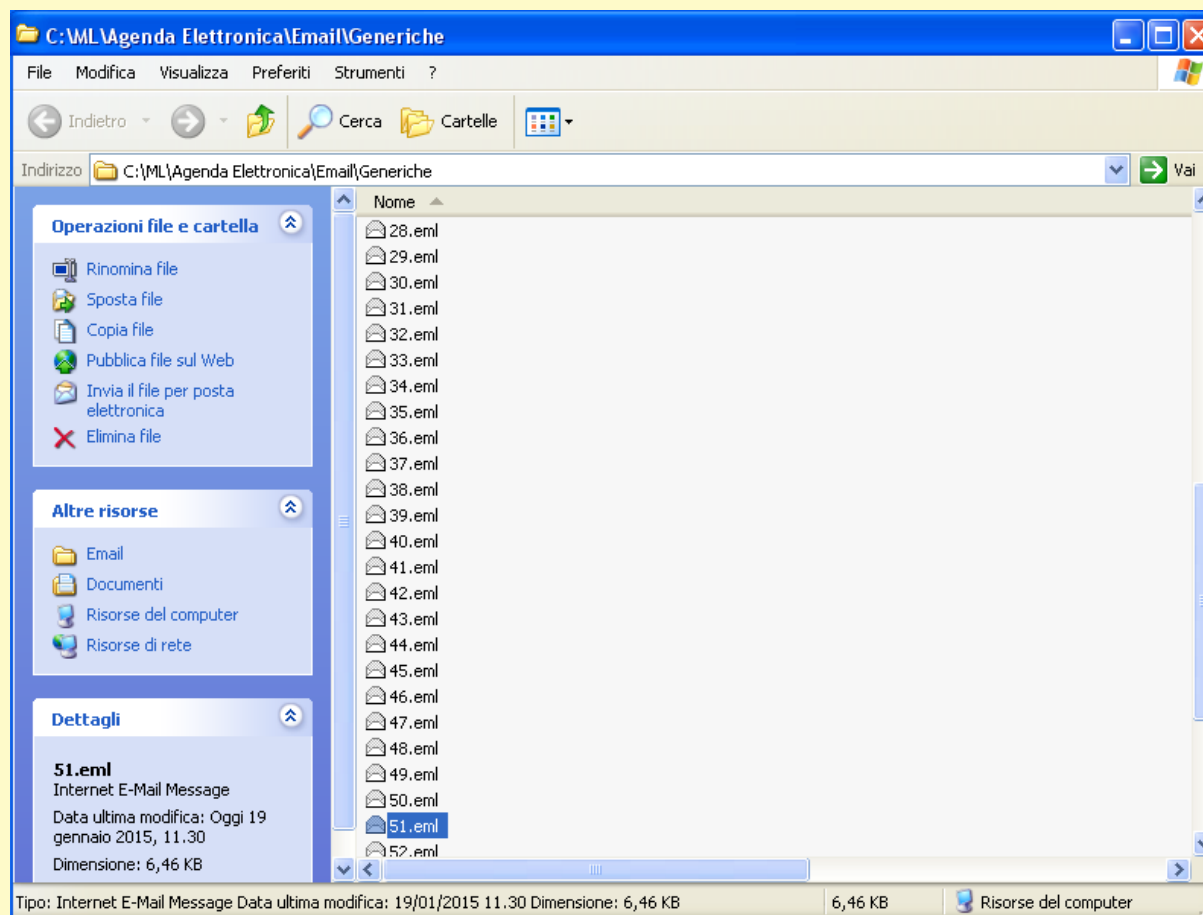 C:\ML\Agenda Elettronica\Email\Generiche
File Modifica Visualizza Preferiti Strumenti ?
Indietro Cerca Cartelle
Indirizzo C:\ML\Agenda Elettronica\Email\Generiche Vai
Operazioni file e cartella
Rinomina file
Sposta file
Copia file
Pubblica file sul Web
Invia il file per posta
elettronica
Elimina file
Altre risorse
Email
Documenti
Risorse del computer
Risorse di rete
Dettagli
51.eml
Internet E-Mail Message
Data ultima modifica: Oggi 19
gennaio 2015, 11.30
Dimensione: 6,46 KB
Nome
28.eml
29.eml
30.eml
31.eml
32.eml
33.eml
34.eml
35.eml
36.eml
37.eml
38.eml
39.eml
40.eml
41.eml
42.eml
43.eml
44.eml
45.eml
46.eml
47.eml
48.eml
49.eml
50.eml
51.eml
52.eml
Tipo: Internet E-Mail Message Data ultima modifica: 19/01/2015 11.30 Dimensione: 6,46 KB 6,46 KB Risorse del computer